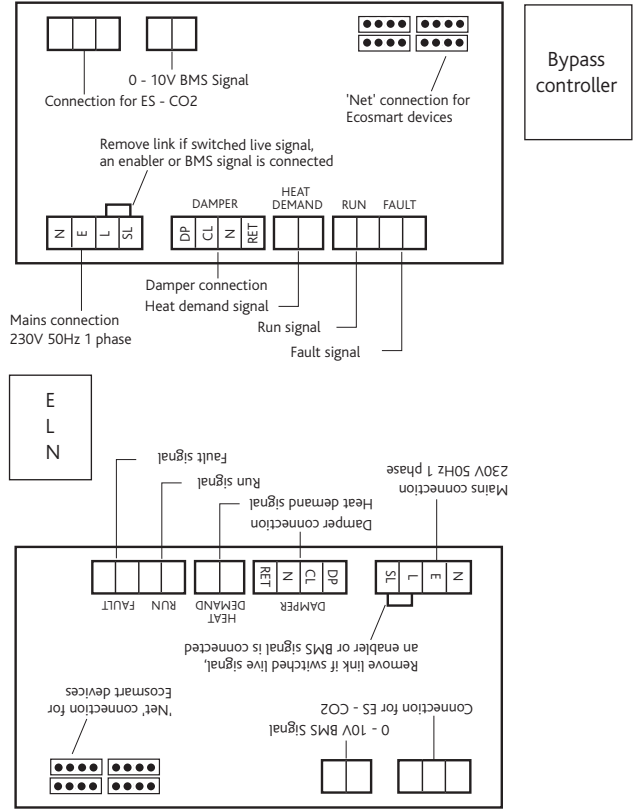 0 - 10V BMS Signal
Connection for ES - CO2
'Net' connection for
Ecosmart devices
Bypass
controller
Remove link if switched live signal,
an enabler or BMS signal is connected
DAMPER
HEAT
DEMAND
RUN
FAULT
N
E
L
SL
DP
CL
N
RET
Damper connection
Heat demand signal
Run signal
Fault signal
Mains connection
230V 50Hz 1 phase
E
L
N
Mains connection
230V 50Hz 1 phase
Damper connection
Heat demand signal
Run signal
Fault signal
N
E
L
SL
DP
CL
N
RET
DAMPER
HEAT
DEMAND
RUN
FAULT
Remove link if switched live signal,
an enabler or BMS signal is connected
0 - 10V BMS Signal
Connection for ES - CO2
'Net' connection for
Ecosmart devices